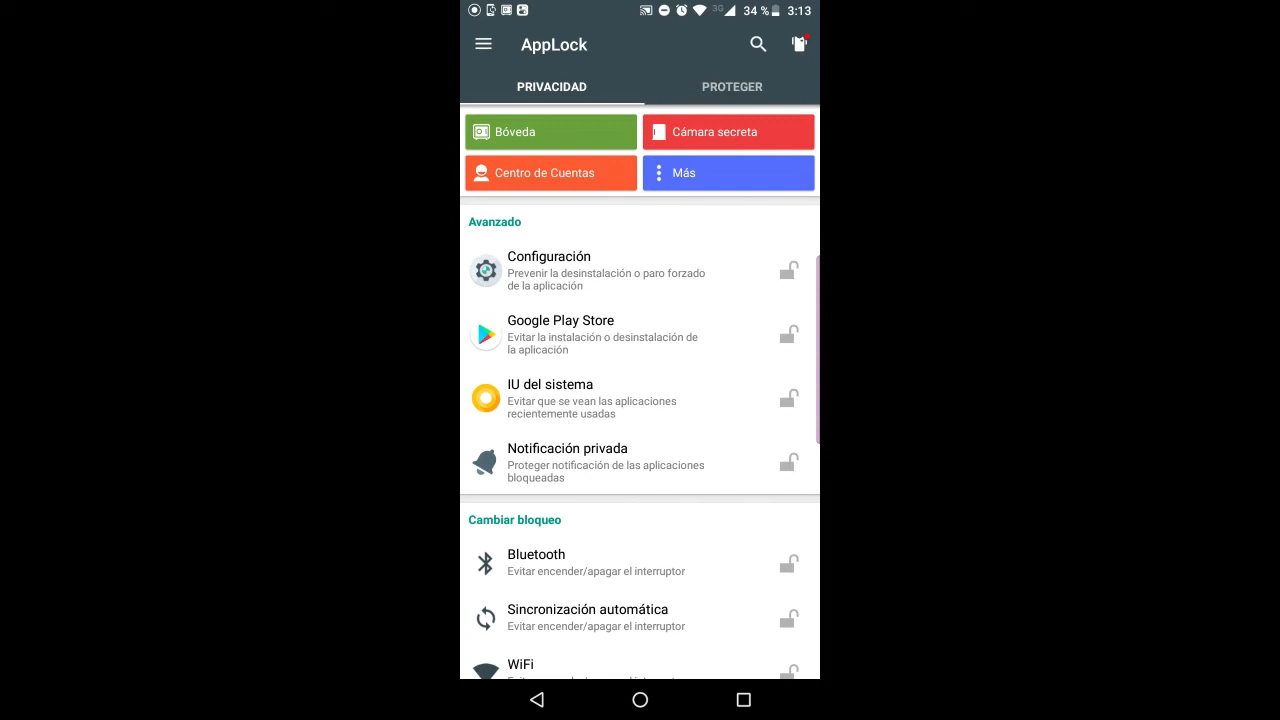 3G 34 % 3:13
AppLock
PRIVACIDAD PROTEGER
Bóveda Cámara secreta
Centro de Cuentas Más
Avanzado
Configuración
Prevenir la desinstalación o paro forzado
de la aplicación
Google Play Store
Evitar la instalación o desinstalación de
la aplicación
IU del sistema
Evitar que se vean las aplicaciones
recientemente usadas
Notificación privada
Proteger notificación de las aplicaciones
bloqueadas
Cambiar bloqueo
Bluetooth
Evitar encender/apagar el interruptor
Sincronización automática
Evitar encender/apagar el interruptor
WiFi